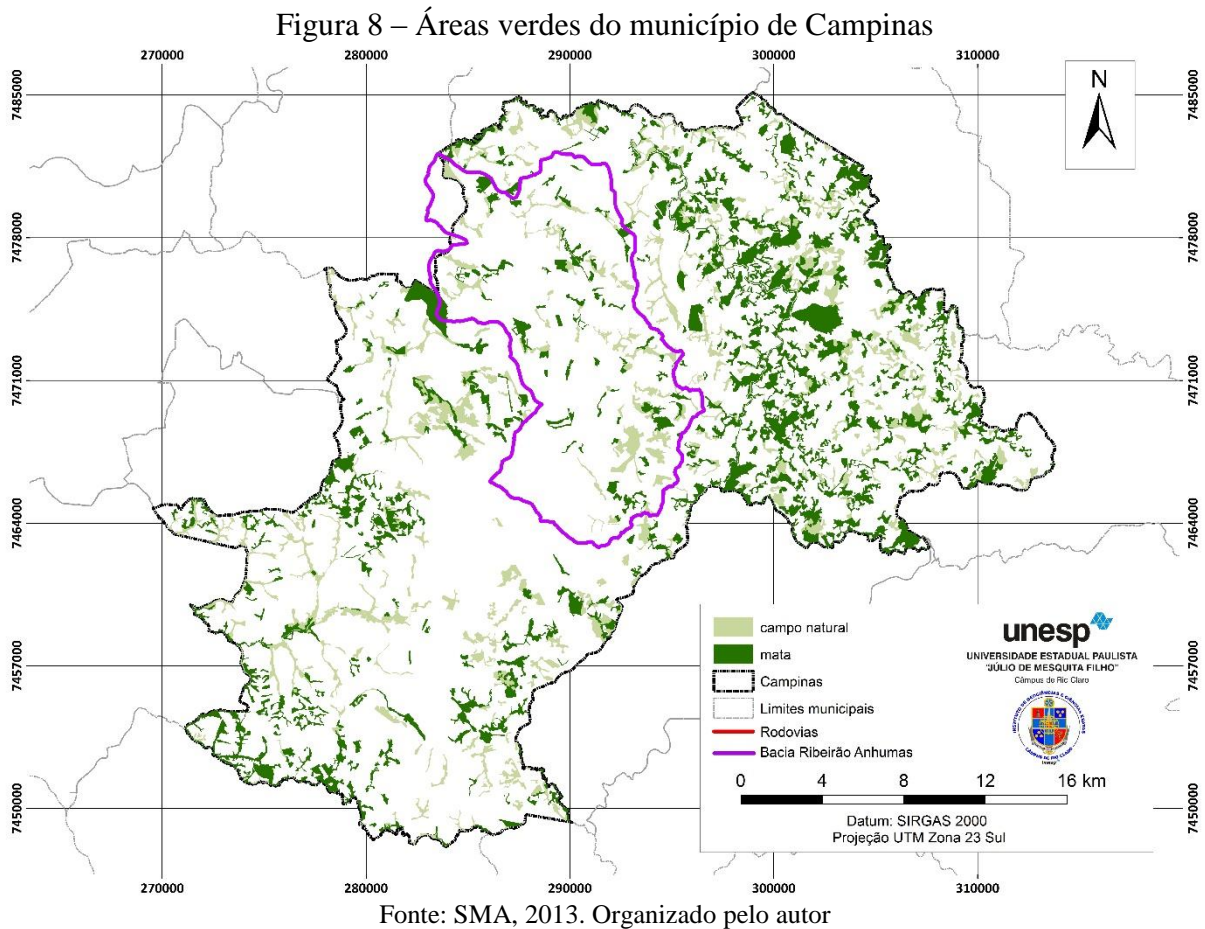 Figura 8 – Áreas verdes do município de Campinas
270000 280000 290000 300000 310000
7485000 7485000
N
7478000 7478000
7471000 7471000
7464000 7464000
7457000 7457000
7450000 7450000
campo natural
mata
Campinas
Limites municipais
Rodovias
Bacia Ribeirão Anhumas
unesp
UNIVERSIDADE ESTADUAL PAULISTA
"JÚLIO DE MESQUITA FILHO"
Câmpus de Rio Claro
0 4 8 12 16 km
Datum: SIRGAS 2000
Projeção UTM Zona 23 Sul
270000 280000 290000 300000 310000
Fonte: SMA, 2013. Organizado pelo autor